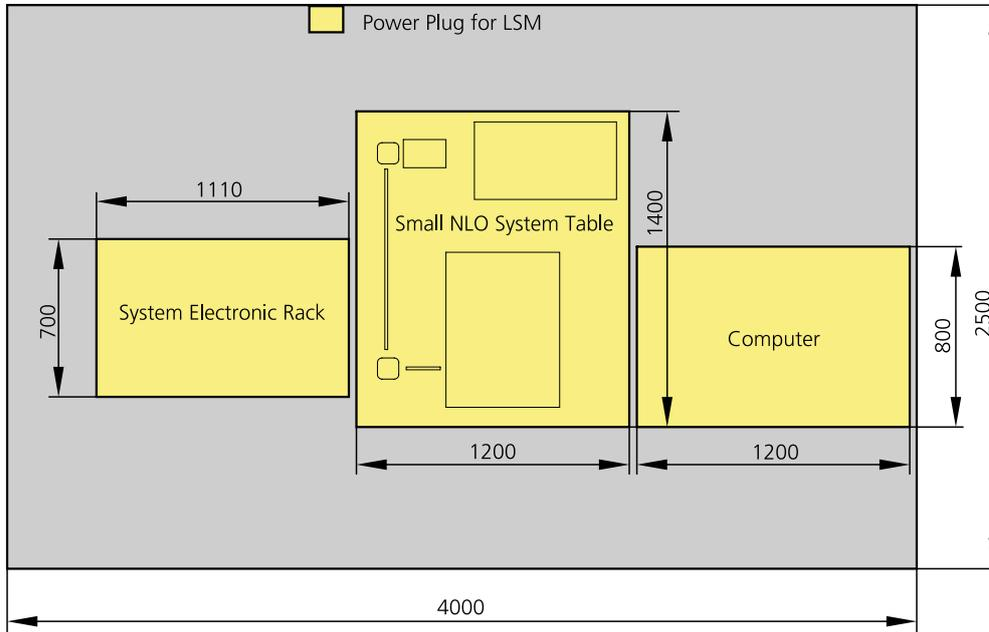 Power Plug for LSM
1110
1400
Small NLO System Table
700
System Electronic Rack
Computer
800
2500
1200
1200
4000